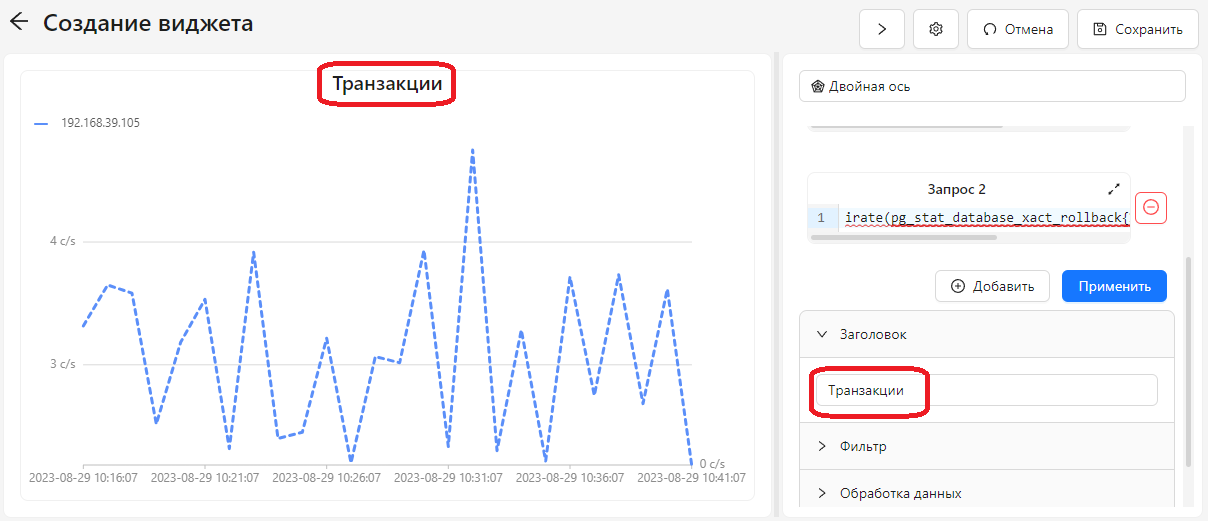 Создание виджета
Отмена
Сохранить
Транзакции
192.168.39.105
4 c/s
3 c/s
0 c/s
2023-08-29 10:16:07 2023-08-29 10:21:07 2023-08-29 10:26:07 2023-08-29 10:31:07 2023-08-29 10:36:07 2023-08-29 10:41:07
Двойная ось
Запрос 2
1 irate(pg_stat_database_xact_rollback{
Добавить
Применить
Заголовок
Транзакции
Фильтр
Обработка данных